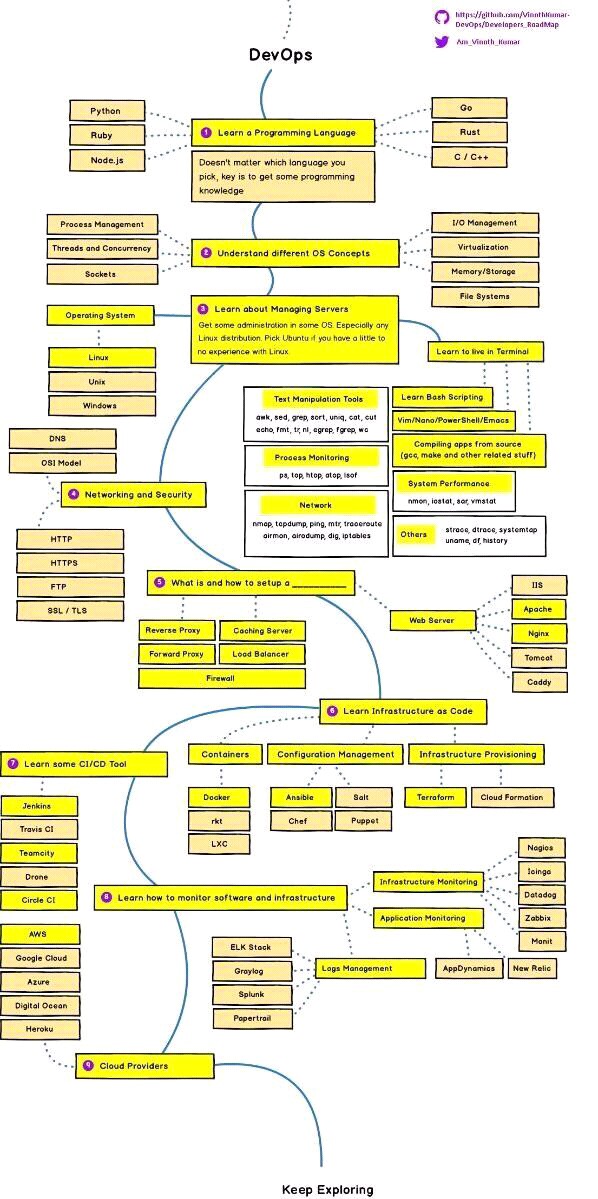 https://github.com/VinothKumar-
DevOps/Developers_RoadMap
Am_Vinoth_Kumar
DevOps
Python
Ruby
Node.js
1 Learn a Programming Language
Doesn't matter which language you
pick, key is to get some programming
knowledge
Go
Rust
C / C++
Process Management
Threads and Concurrency
Sockets
2 Understand different OS Concepts
I/O Management
Virtualization
Memory/Storage
File Systems
3 Learn about Managing Servers
Get some administration in some OS. Especially any
Linux distribution. Pick Ubuntu if you have a little to
no experience with Linux.
Operating System
Linux
Unix
Windows
Learn to live in Terminal
Text Manipulation Tools
awk, sed, grep, sort, uniq, cat, cut
echo, fmt, tr, nl, egrep, fgrep, wc
Process Monitoring
ps, top, htop, atop, lsof
Network
nmap, tcpdump, ping, mtr, traceroute
airmon, airodump, dig, iptables
Learn Bash Scripting
Vim/Nano/PowerShell/Emacs
Compiling apps from source
(gcc, make and other related stuff)
System Performance
nmon, iostat, sar, vmstat
Others
strace, dtrace, systemtap
uname, df, history
DNS
OSI Model
4 Networking and Security
HTTP
HTTPS
FTP
SSL / TLS
5 What is and how to setup a ___________
Reverse Proxy
Caching Server
Forward Proxy
Load Balancer
Firewall
Web Server
IIS
Apache
Nginx
Tomcat
Caddy
6 Learn Infrastructure as Code
Containers
Docker
rkt
LXC
Configuration Management
Ansible
Salt
Chef
Puppet
Infrastructure Provisioning
Terraform
Cloud Formation
7 Learn some CI/CD Tool
Jenkins
Travis CI
Teamcity
Drone
Circle CI
8 Learn how to monitor software and infrastructure
Infrastructure Monitoring
Nagios
Icinga
Datadog
Zabbix
Monit
Application Monitoring
AppDynamics
New Relic
Logs Management
ELK Stack
Graylog
Splunk
Papertrail
AWS
Google Cloud
Azure
Digital Ocean
Heroku
9 Cloud Providers
Keep Exploring